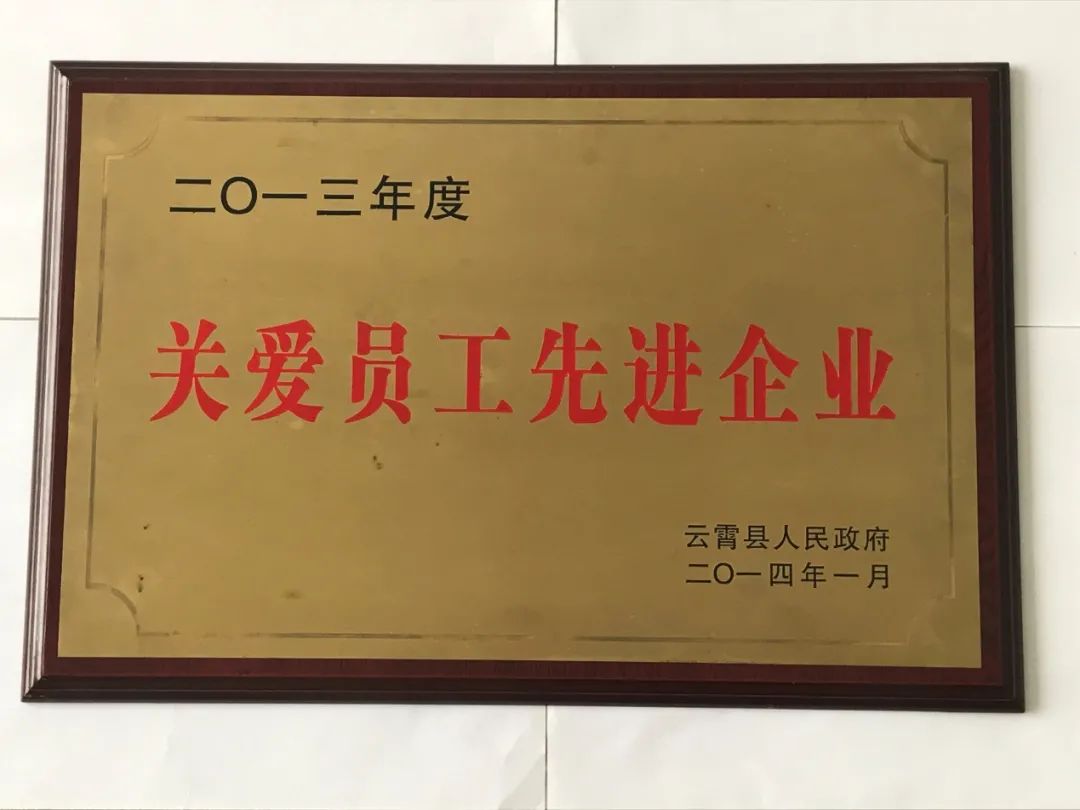 二〇一三年度
关爱员工先进企业
云霄县人民政府
二〇一四年一月